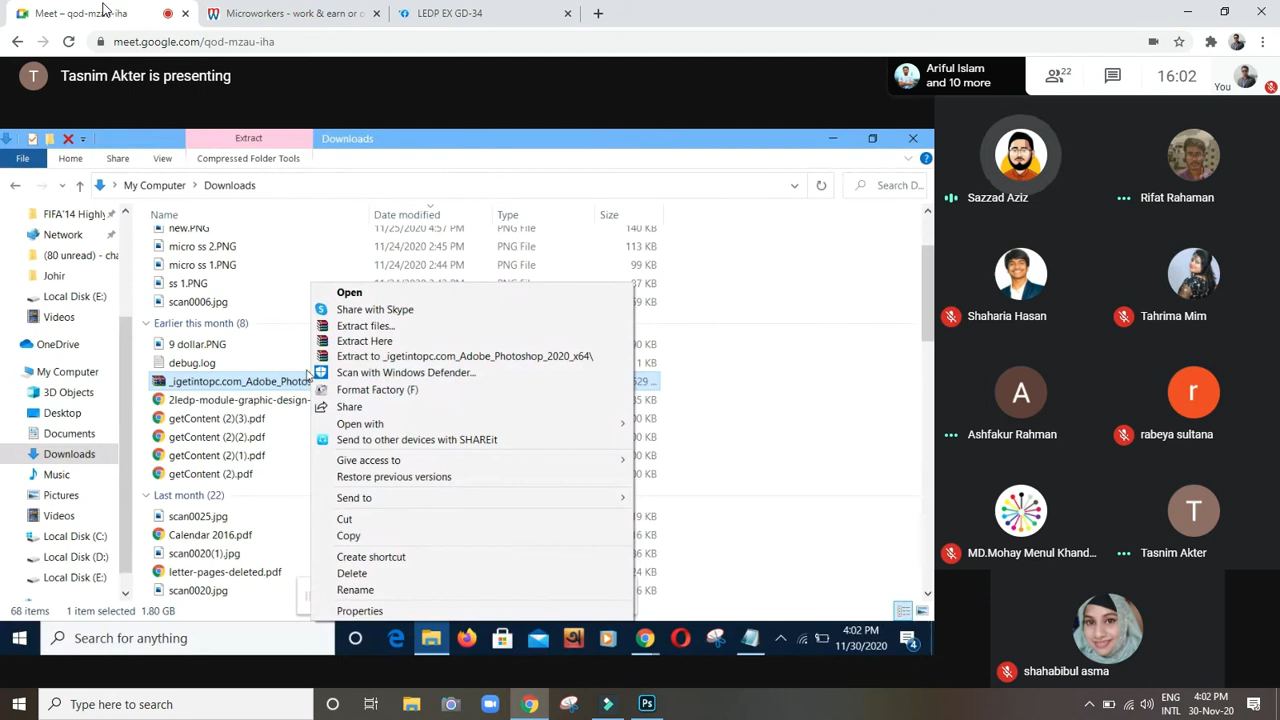 Meet – qod-mzau-iha
Microworkers - work & earn or o
LEDP EX GD-34
meet.google.com/qod-mzau-iha
T
Tasnim Akter is presenting
Ariful Islam
and 10 more
22
16:02
You
Extract
Downloads
File
Home
Share
View
Compressed Folder Tools
My Computer
Downloads
Search D...
FIFA'14 Highly
Network
(80 unread) - cha
Johir
Local Disk (E:)
Videos
OneDrive
My Computer
3D Objects
Desktop
Documents
Downloads
Music
Pictures
Videos
Local Disk (C:)
Local Disk (D:)
Local Disk (E:)
Name
Date modified
Type
Size
new.PNG
11/25/2020 4:57 PM
PNG File
140 KB
micro ss 2.PNG
11/24/2020 2:45 PM
PNG File
113 KB
micro ss 1.PNG
11/24/2020 2:44 PM
PNG File
99 KB
ss 1.PNG
scan0006.jpg
Earlier this month (8)
9 dollar.PNG
debug.log
_igetintopc.com_Adobe_Photos
2ledp-module-graphic-design-
getContent (2)(3).pdf
getContent (2)(2).pdf
getContent (2)(1).pdf
getContent (2).pdf
Last month (22)
scan0025.jpg
Calendar 2016.pdf
scan0020(1).jpg
letter-pages-deleted.pdf
scan0020.jpg
Open
Share with Skype
Extract files...
Extract Here
Extract to _igetintopc.com_Adobe_Photoshop_2020_x64\
Scan with Windows Defender...
Format Factory (F)
Share
Open with
Send to other devices with SHAREit
Give access to
Restore previous versions
Send to
Cut
Copy
Create shortcut
Delete
Rename
Properties
68 items
1 item selected 1.80 GB
Search for anything
4:02 PM
11/30/2020
4
Sazzad Aziz
Rifat Rahaman
Shaharia Hasan
Tahrima Mim
A
Ashfakur Rahman
r
rabeya sultana
MD.Mohay Menul Khand...
T
Tasnim Akter
shahabibul asma
Type here to search
Ps
ENG
INTL
4:02 PM
30-Nov-20